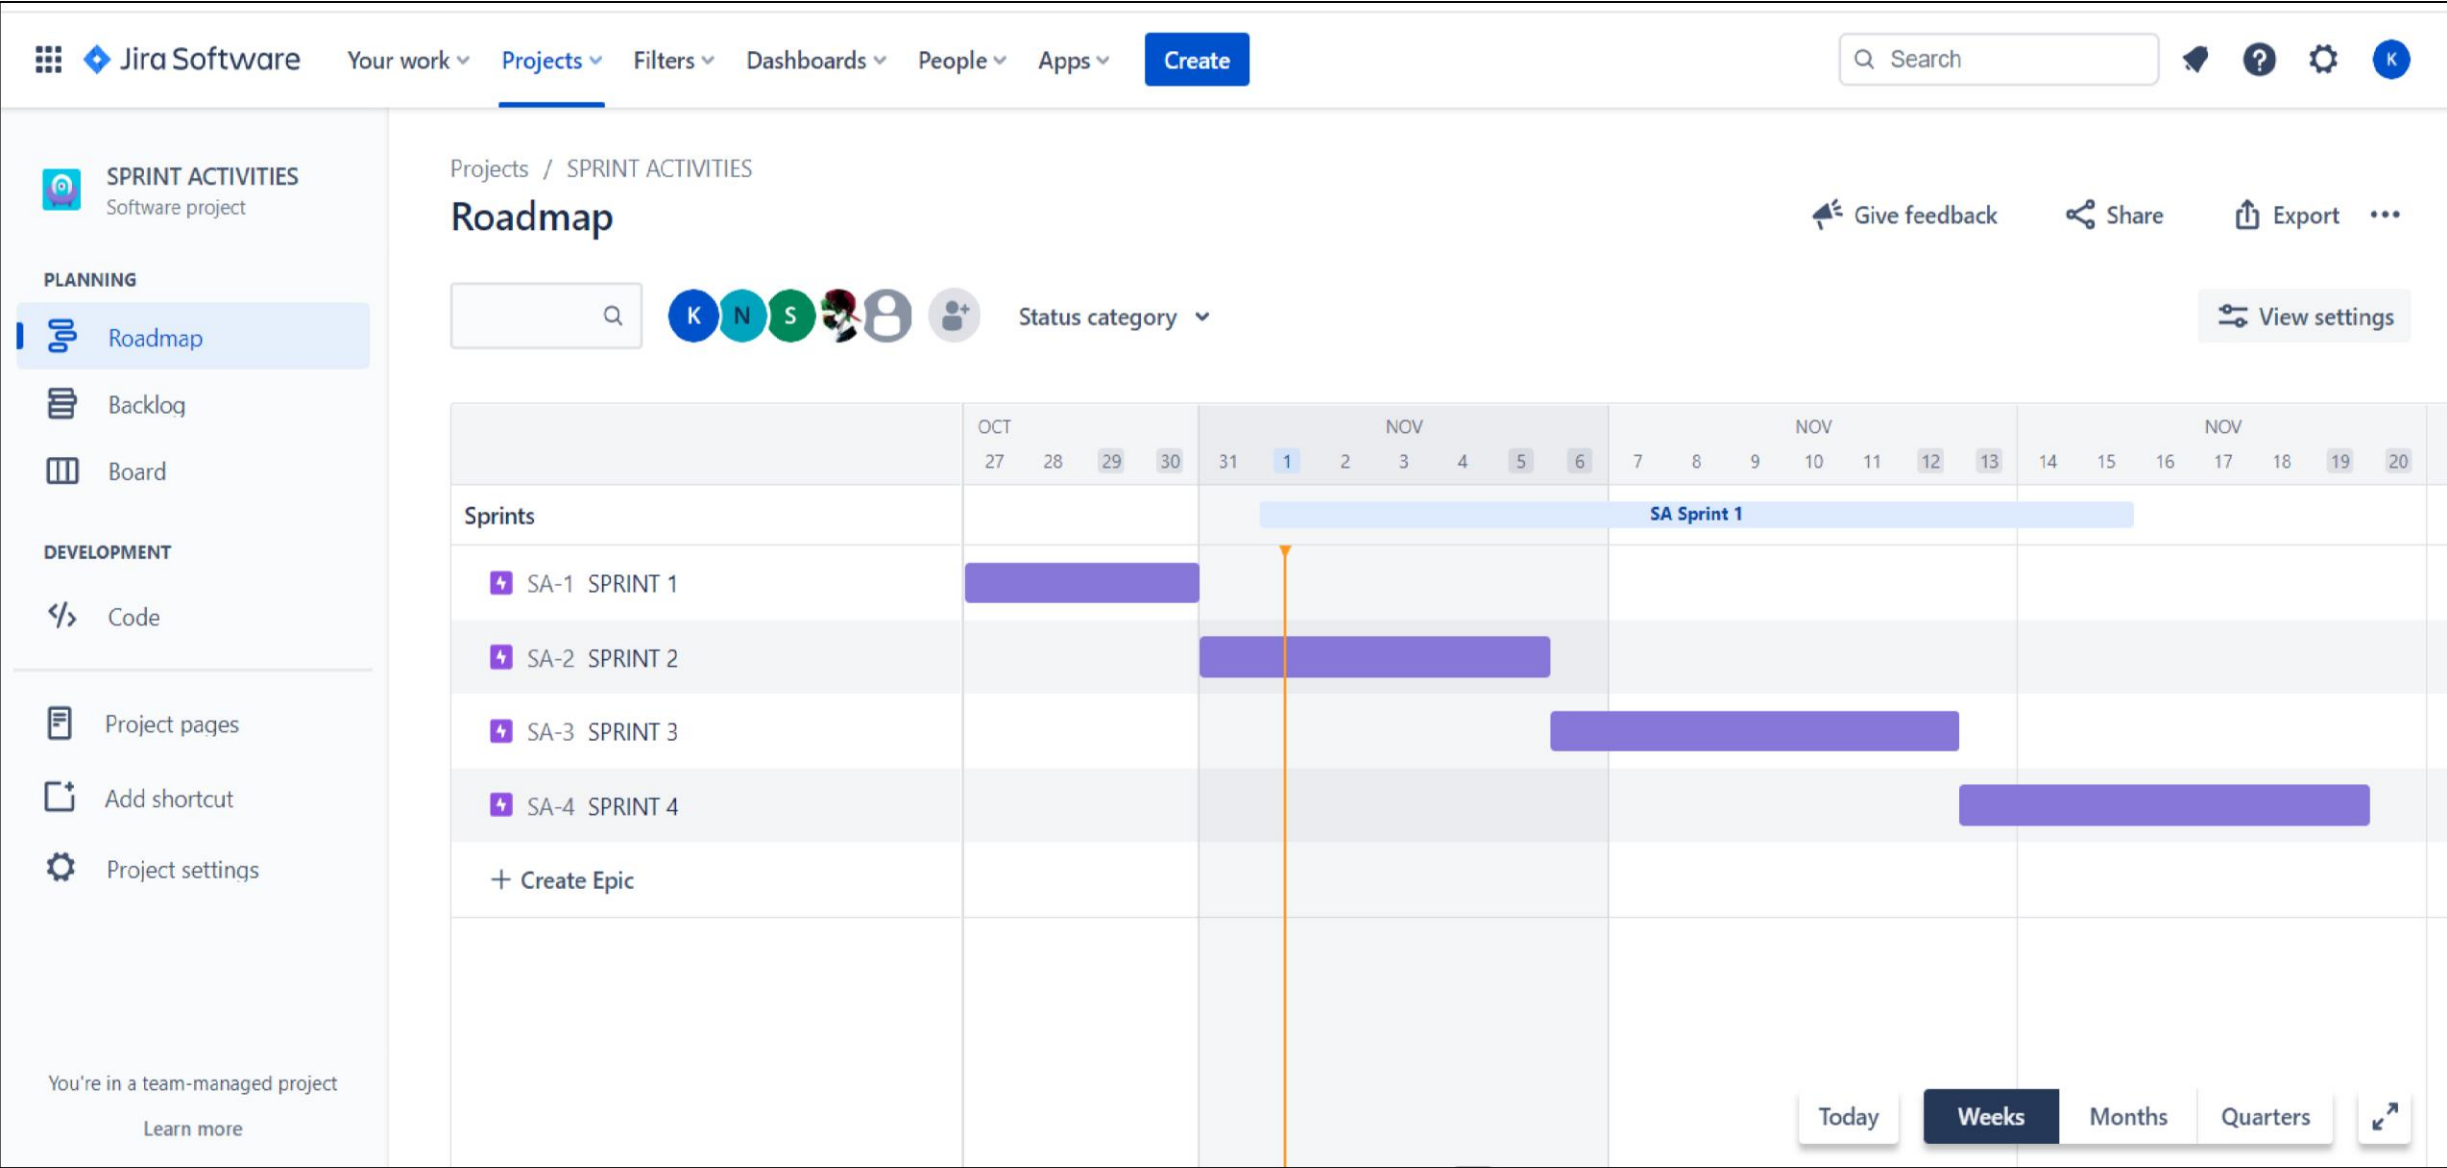 Jira Software Your work Projects Filters Dashboards People Apps Create Search K
SPRINT ACTIVITIES
Software project
PLANNING
Roadmap
Backlog
Board
DEVELOPMENT
Code
Project pages
Add shortcut
Project settings
You're in a team-managed project
Learn more
Projects / SPRINT ACTIVITIES
Roadmap
Give feedback Share Export
K N S Status category View settings
OCT NOV NOV NOV
27 28 29 30 31 1 2 3 4 5 6 7 8 9 10 11 12 13 14 15 16 17 18 19 20
Sprints SA Sprint 1
SA-1 SPRINT 1
SA-2 SPRINT 2
SA-3 SPRINT 3
SA-4 SPRINT 4
+ Create Epic
Today Weeks Months Quarters